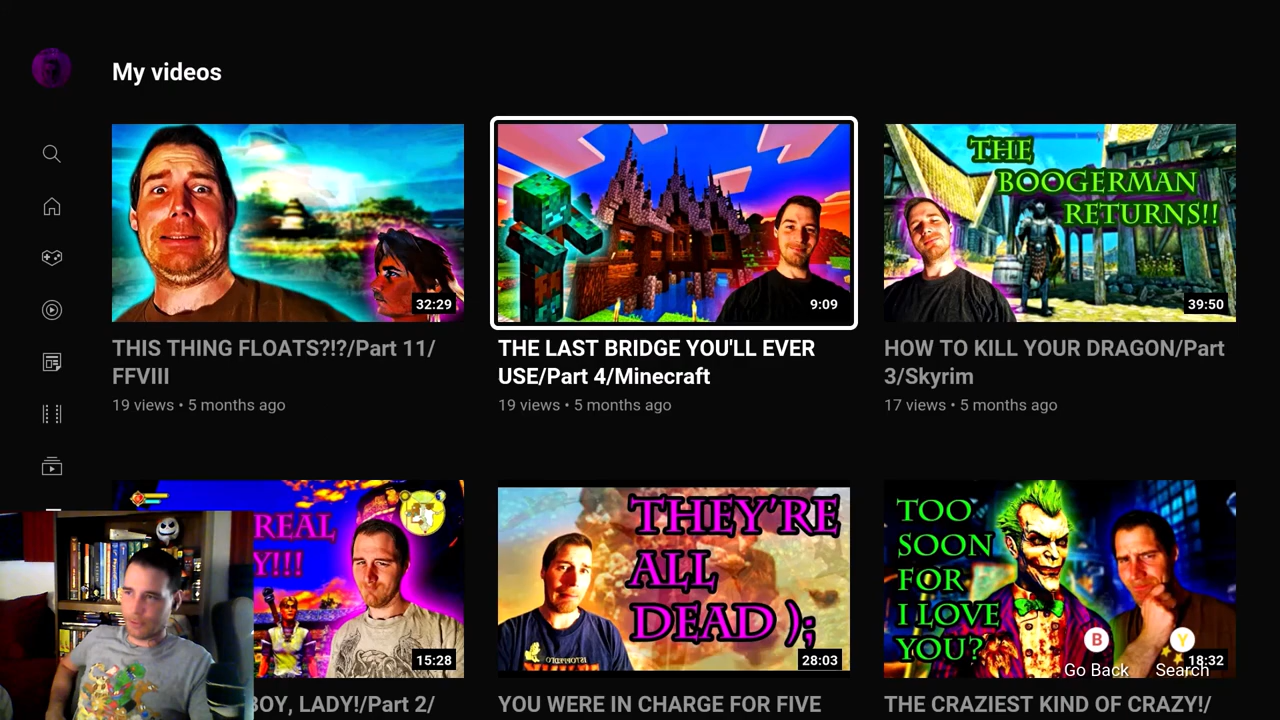 My videos
32:29
9:09
THE
BOOGERMAN
RETURNS!!
39:50
THIS THING FLOATS?!?/Part 11/
FFVIII
19 views • 5 months ago
THE LAST BRIDGE YOU'LL EVER
USE/Part 4/Minecraft
19 views • 5 months ago
HOW TO KILL YOUR DRAGON/Part
3/Skyrim
17 views • 5 months ago
REAL
Y!!!
15:28
THEY'RE
ALL
DEAD );
28:03
TOO
SOON
FOR
I LOVE
YOU?
B
Go Back
Y
Search
18:32
BOY, LADY!/Part 2/
YOU WERE IN CHARGE FOR FIVE
THE CRAZIEST KIND OF CRAZY!/